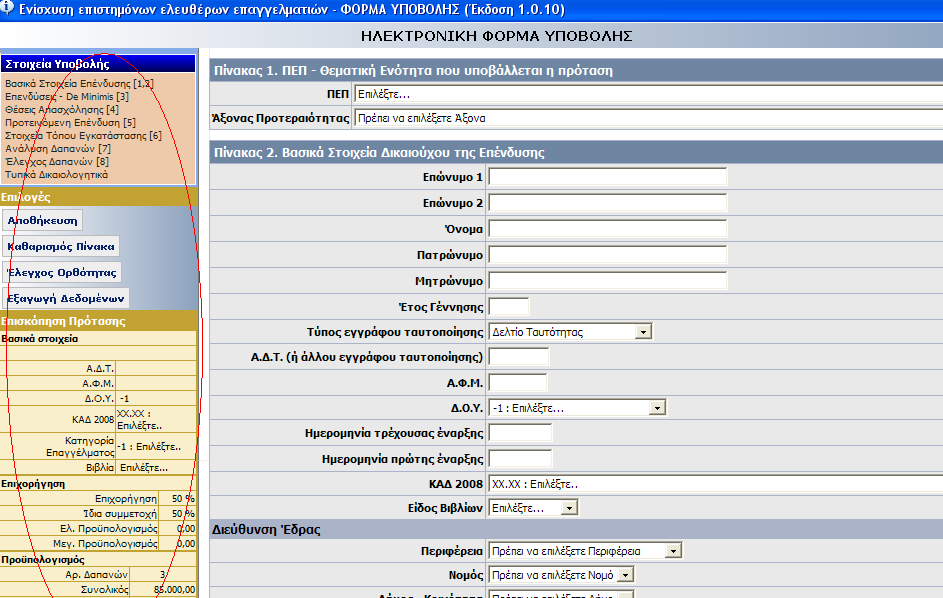 Ενίσχυση επιστημόνων ελευθέρων επαγγελματιών - ΦΟΡΜΑ ΥΠΟΒΟΛΗΣ (Έκδοση 1.0.10)
ΗΛΕΚΤΡΟΝΙΚΗ ΦΟΡΜΑ ΥΠΟΒΟΛΗΣ
Στοιχεία Υποβολής
Βασικά Στοιχεία Επένδυσης [1,2]
Επενδύσεις - De Minimis [3]
Θέσεις Απασχόλησης [4]
Προτεινόμενη Επένδυση [5]
Στοιχεία Τόπου Εγκατάστασης [6]
Ανάλυση Δαπανών [7]
Έλεγχος Δαπανών [8]
Τυπικά Δικαιολογητικά
Επιλογές
Αποθήκευση
Καθαρισμός Πίνακα
Έλεγχος Ορθότητας
Εξαγωγή Δεδομένων
Επισκόπηση Πρότασης
Βασικά στοιχεία
Α.Δ.Τ.
Α.Φ.Μ.
Δ.Ο.Υ. -1
ΚΑΔ 2008 XX.XX : Επιλέξτε..
Κατηγορία Επαγγέλματος -1 : Επιλέξτε..
Βιβλία Επιλέξτε...
Επιχορήγηση
Επιχορήγηση 50 %
Ίδια συμμετοχή 50 %
Ελ. Προϋπολογισμός 0,00
Μεγ. Προϋπολογισμός 0,00
Προϋπολογισμός
Αρ. Δαπανών 3
Συνολικός 85.000,00
Πίνακας 1. ΠΕΠ - Θεματική Ενότητα που υποβάλλεται η πρόταση
ΠΕΠ Επιλέξτε...
Άξονας Προτεραιότητας Πρέπει να επιλέξετε Άξονα
Πίνακας 2. Βασικά Στοιχεία Δικαιούχου της Επένδυσης
Επώνυμο 1
Επώνυμο 2
Όνομα
Πατρώνυμο
Μητρώνυμο
Έτος Γέννησης
Τύπος εγγράφου ταυτοποίησης Δελτίο Ταυτότητας
Α.Δ.Τ. (ή άλλου εγγράφου ταυτοποίησης)
Α.Φ.Μ.
Δ.Ο.Υ. -1 : Επιλέξτε...
Ημερομηνία τρέχουσας έναρξης
Ημερομηνία πρώτης έναρξης
ΚΑΔ 2008 XX.XX : Επιλέξτε..
Είδος Βιβλίων Επιλέξτε...
Διεύθυνση Έδρας
Περιφέρεια Πρέπει να επιλέξετε Περιφέρεια
Νομός Πρέπει να επιλέξετε Νομό